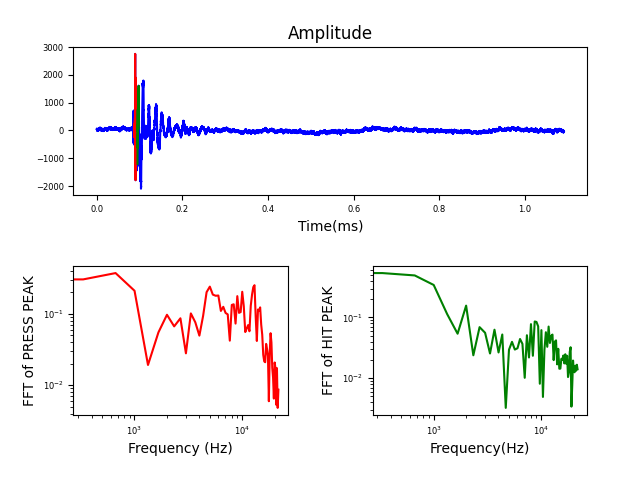 Amplitude
3000
2000
1000
0
−1000
−2000
0.0 0.2 0.4 0.6 0.8 1.0
Time(ms)
FFT of PRESS PEAK
10⁻¹
10⁻²
10³ 10⁴
Frequency (Hz)
FFT of HIT PEAK
10⁻¹
10⁻²
10³ 10⁴
Frequency(Hz)